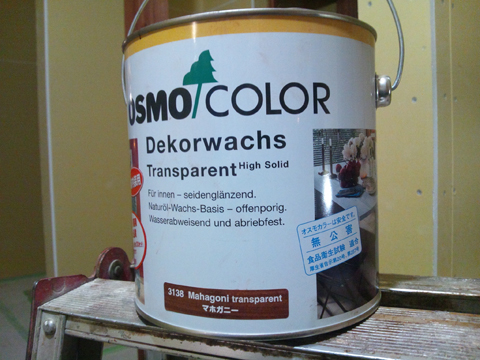 OSMO COLOR
Dekorwachs
Transparent High Solid
Für innen – seidenglänzend.
Naturöl-Wachs-Basis – offenporig.
Wasserabweisend und abriebfest.
オスモカラーは安全です。
無公害
食品衛生試験 適合
3138 Mahagoni transparent
マホガニー